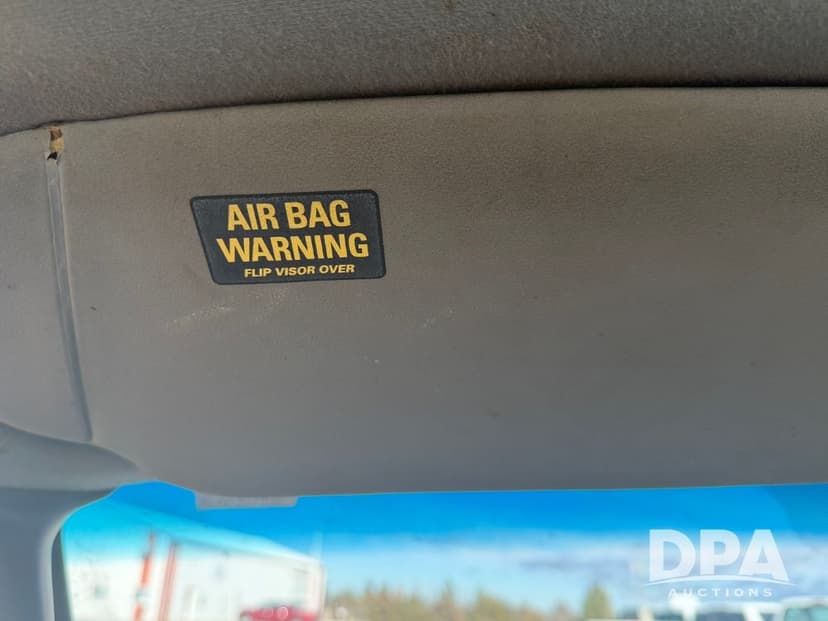 AIR BAG
WARNING
FLIP VISOR OVER
DPA
AUCTIONS